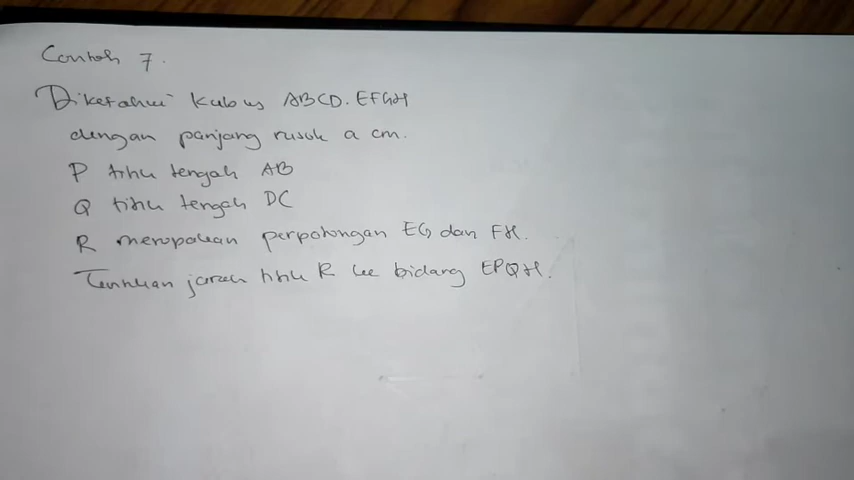 Contoh 7.
Diketahui kubus ABCD.EFGH
dengan panjang rusuk a cm.
P titik tengah AB
Q titik tengah DC
R merupakan perpotongan EG dan FH.
Tentukan jarak titik R ke bidang EPQH.